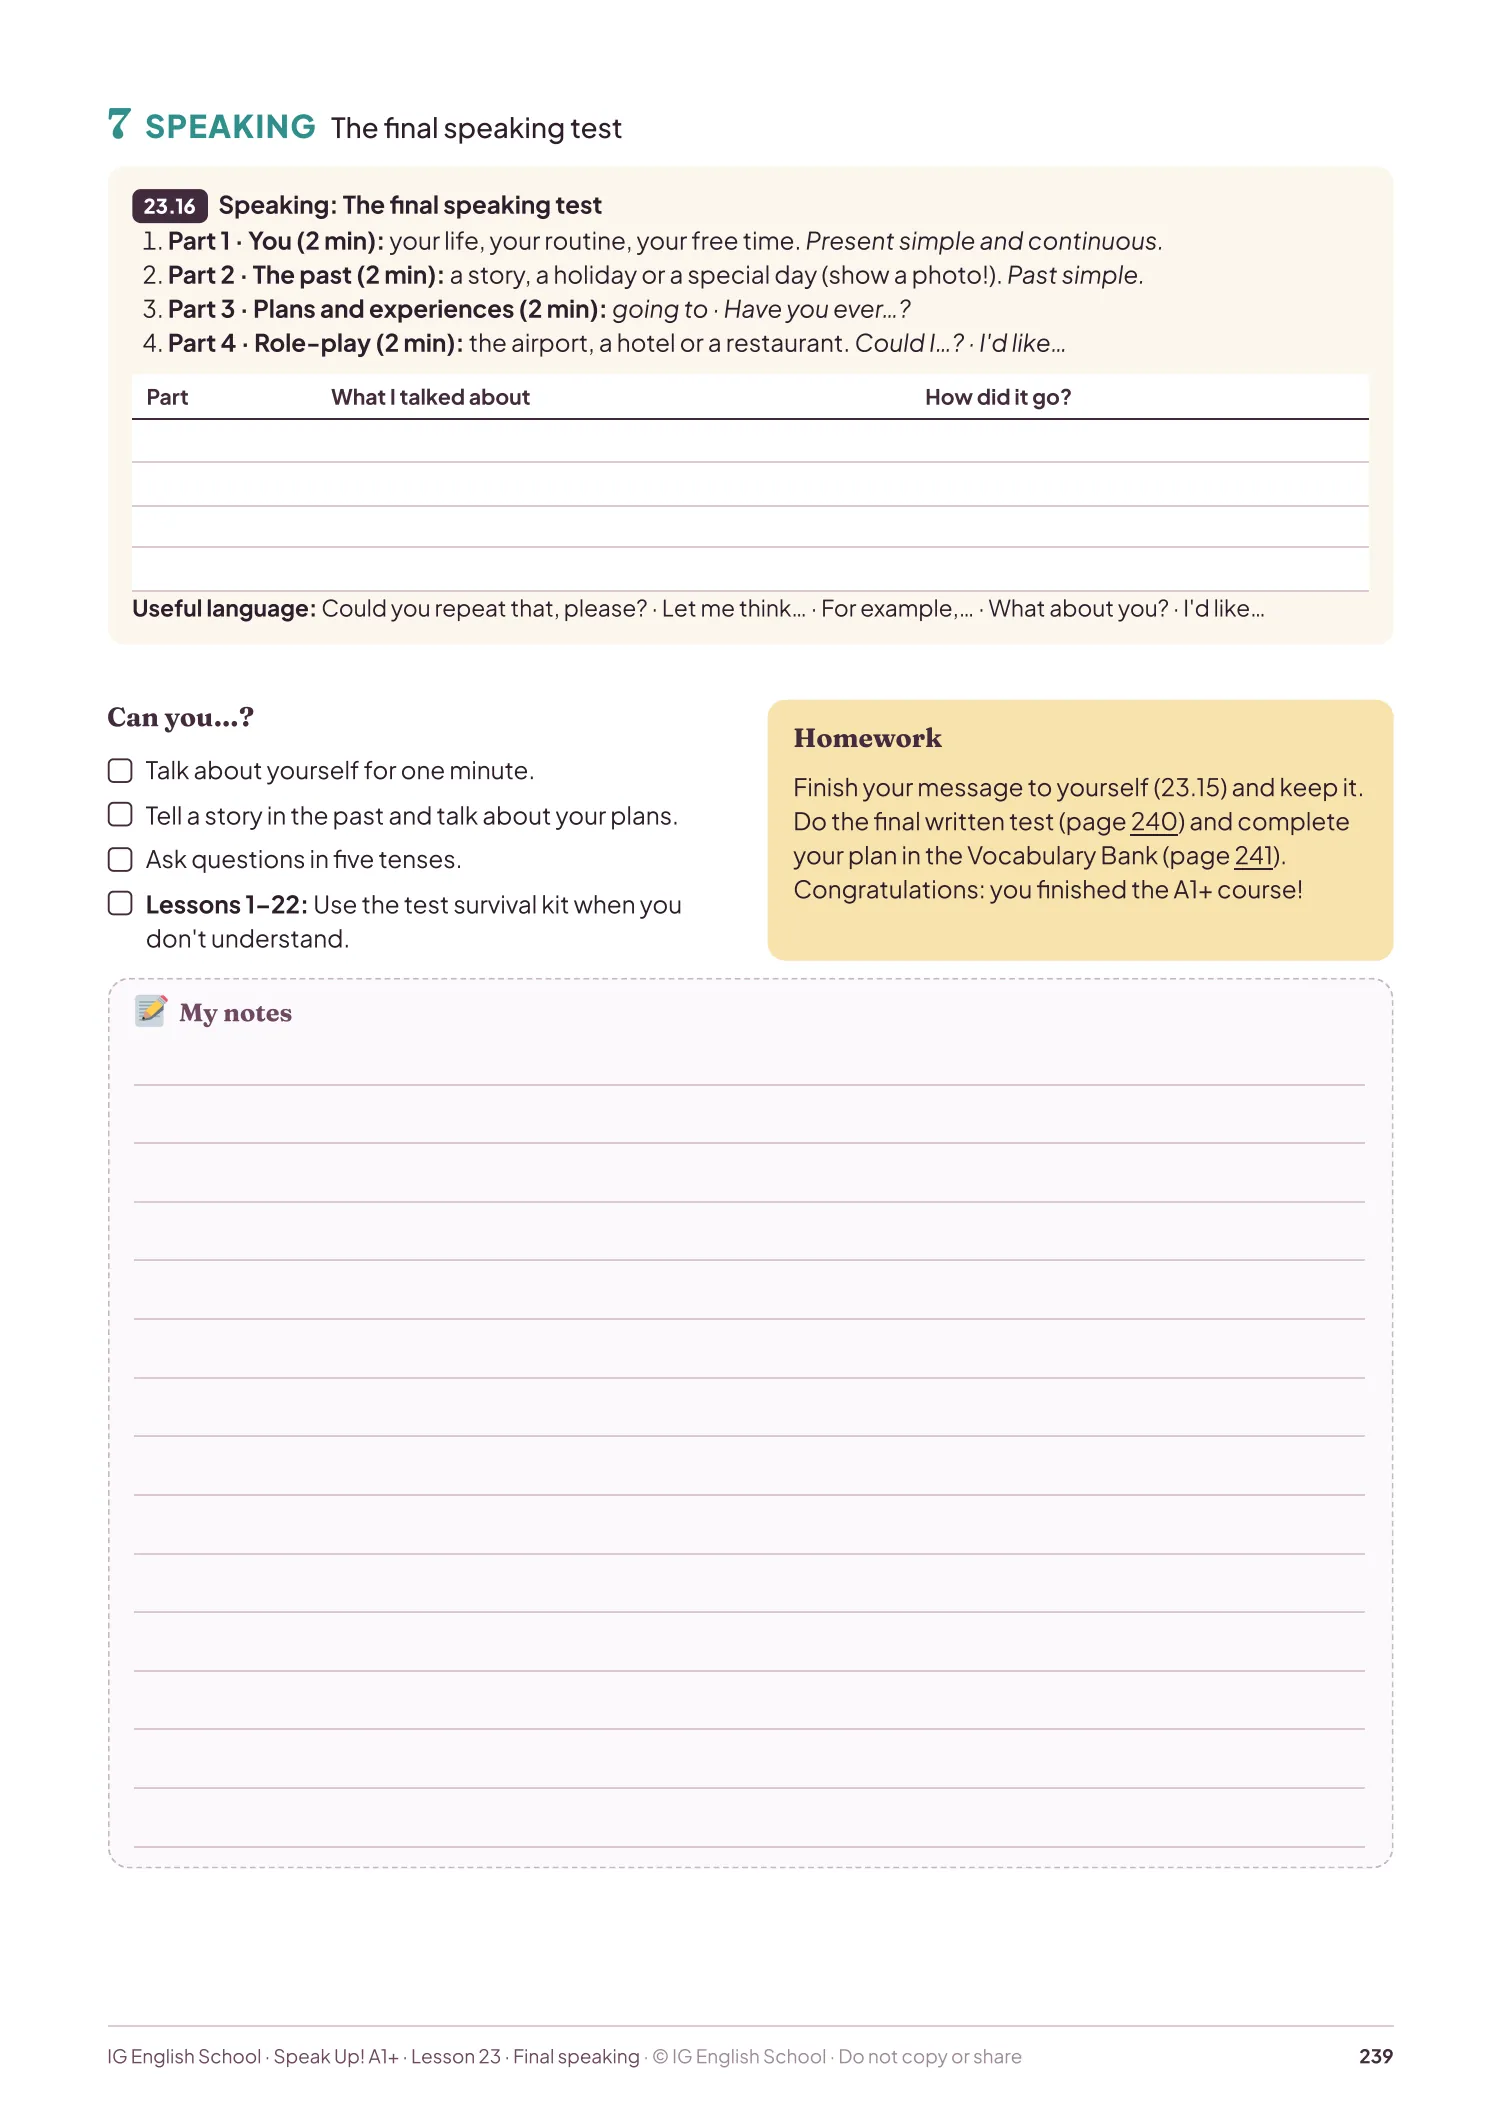 7 SPEAKING The final speaking test
23.16 Speaking: The final speaking test
1. Part 1 · You (2 min): your life, your routine, your free time. Present simple and continuous.
2. Part 2 · The past (2 min): a story, a holiday or a special day (show a photo!). Past simple.
3. Part 3 · Plans and experiences (2 min): going to · Have you ever…?
4. Part 4 · Role-play (2 min): the airport, a hotel or a restaurant. Could I…? · I'd like…
Part What I talked about How did it go?
Useful language: Could you repeat that, please? · Let me think… · For example,… · What about you? · I'd like…
Can you…?
Talk about yourself for one minute.
Tell a story in the past and talk about your plans.
Ask questions in five tenses.
Lessons 1–22: Use the test survival kit when you
don't understand.
Homework
Finish your message to yourself (23.15) and keep it.
Do the final written test (page 240) and complete
your plan in the Vocabulary Bank (page 241).
Congratulations: you finished the A1+ course!
My notes
IG English School · Speak Up! A1+ · Lesson 23 · Final speaking · © IG English School · Do not copy or share 239